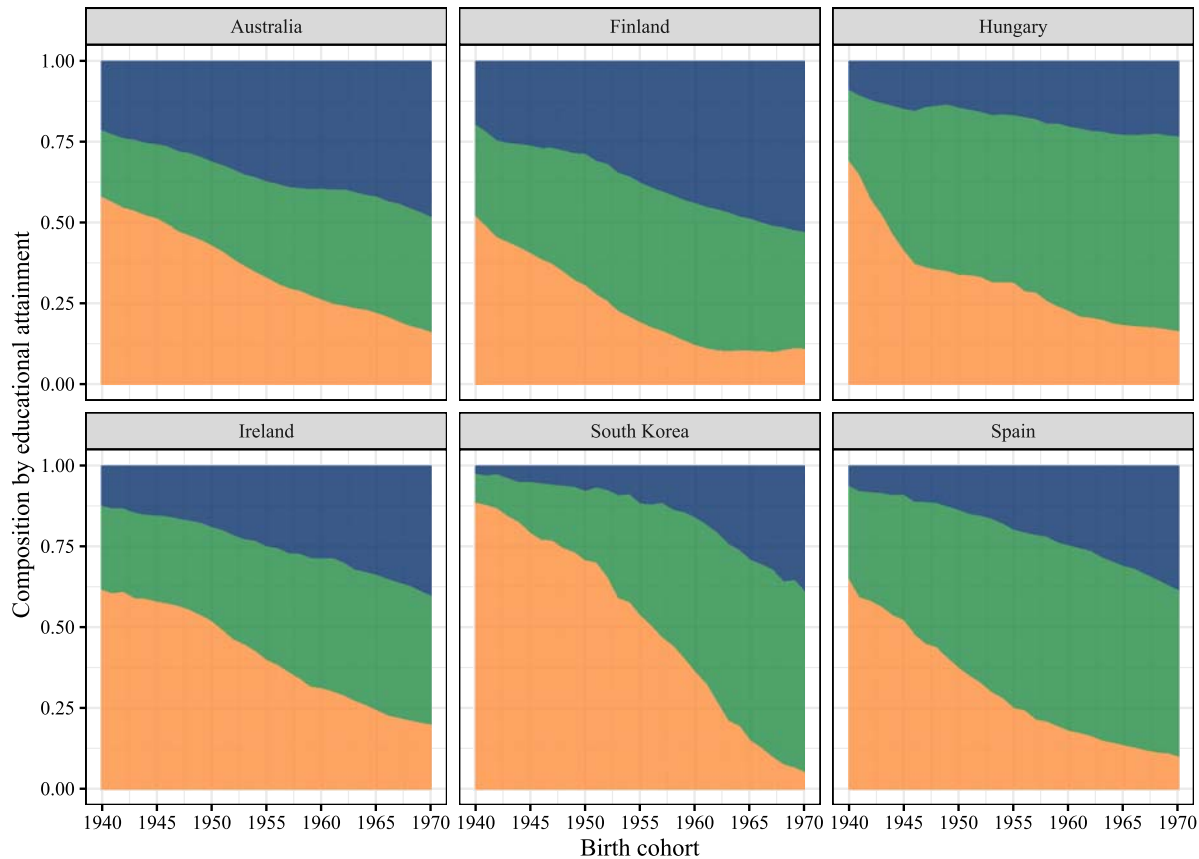 Australia
Finland
Hungary
1.00
0.75
0.50
0.25
0.00
Ireland
South Korea
Spain
1.00
0.75
0.50
0.25
0.00
Composition by educational attainment
1940 1945 1950 1955 1960 1965 1970 1940 1945 1950 1955 1960 1965 1970 1940 1945 1950 1955 1960 1965 1970
Birth cohort